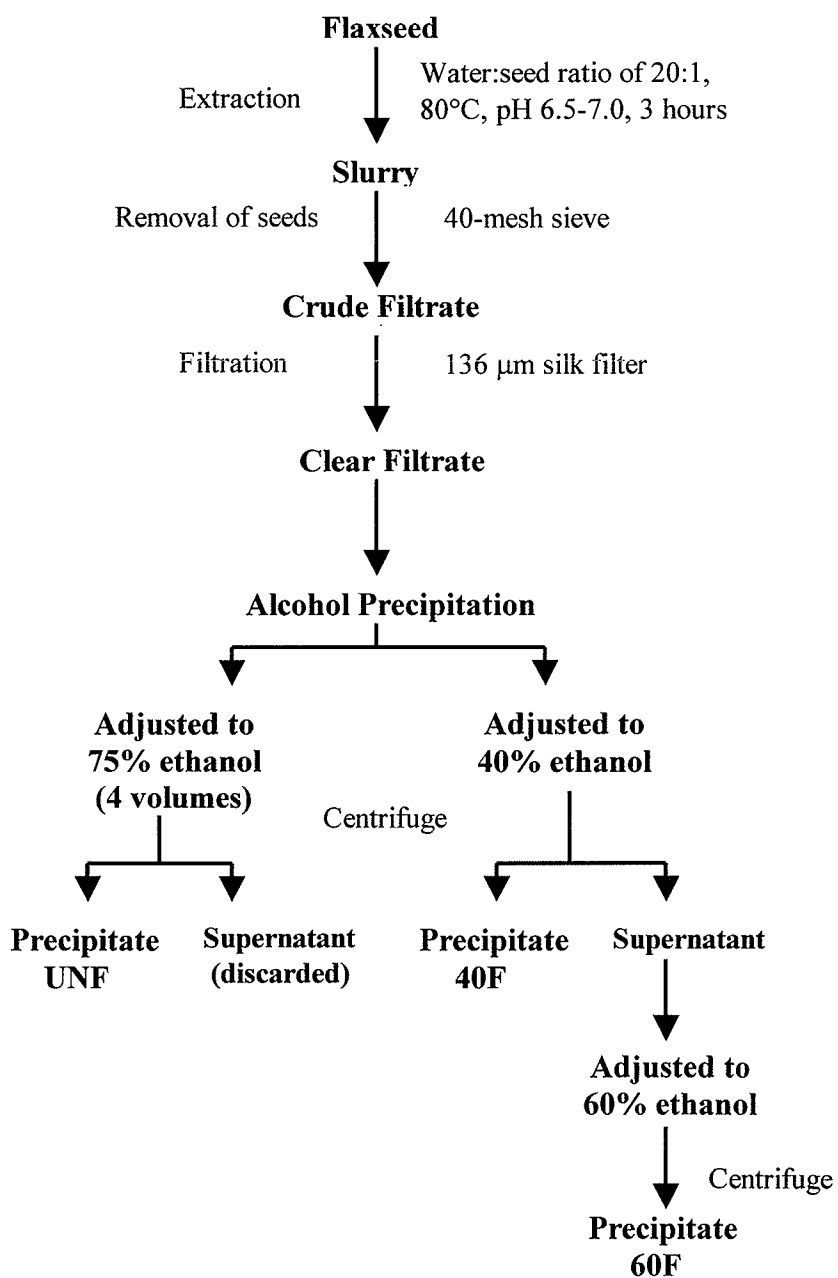 Flaxseed
Extraction
Water:seed ratio of 20:1,
80°C, pH 6.5-7.0, 3 hours
Slurry
Removal of seeds
40-mesh sieve
Crude Filtrate
Filtration
136 μm silk filter
Clear Filtrate
Alcohol Precipitation
Adjusted to
75% ethanol
(4 volumes)
Adjusted to
40% ethanol
Centrifuge
Precipitate
UNF
Supernatant
(discarded)
Precipitate
40F
Supernatant
Adjusted to
60% ethanol
Centrifuge
Precipitate
60F